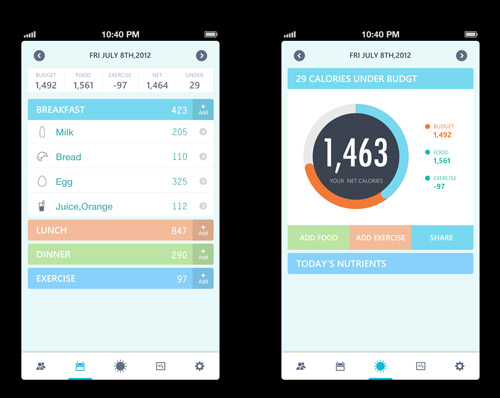 10:40 PM
FRI JULY 8TH,2012
BUDGET FOOD EXERCISE NET UNDER
1,492 1,561 -97 1,464 29
BREAKFAST 423 + Add
Milk 205
Bread 110
Egg 325
Juice,Orange 112
LUNCH 847 + Add
DINNER 290 + Add
EXERCISE 97 + Add
10:40 PM
FRI JULY 8TH,2012
29 CALORIES UNDER BUDGT
1,463
YOUR NET CALORIES
BUDGET
1,492
FOOD
1,561
EXERCISE
-97
ADD FOOD ADD EXERCISE SHARE
TODAY'S NUTRIENTS